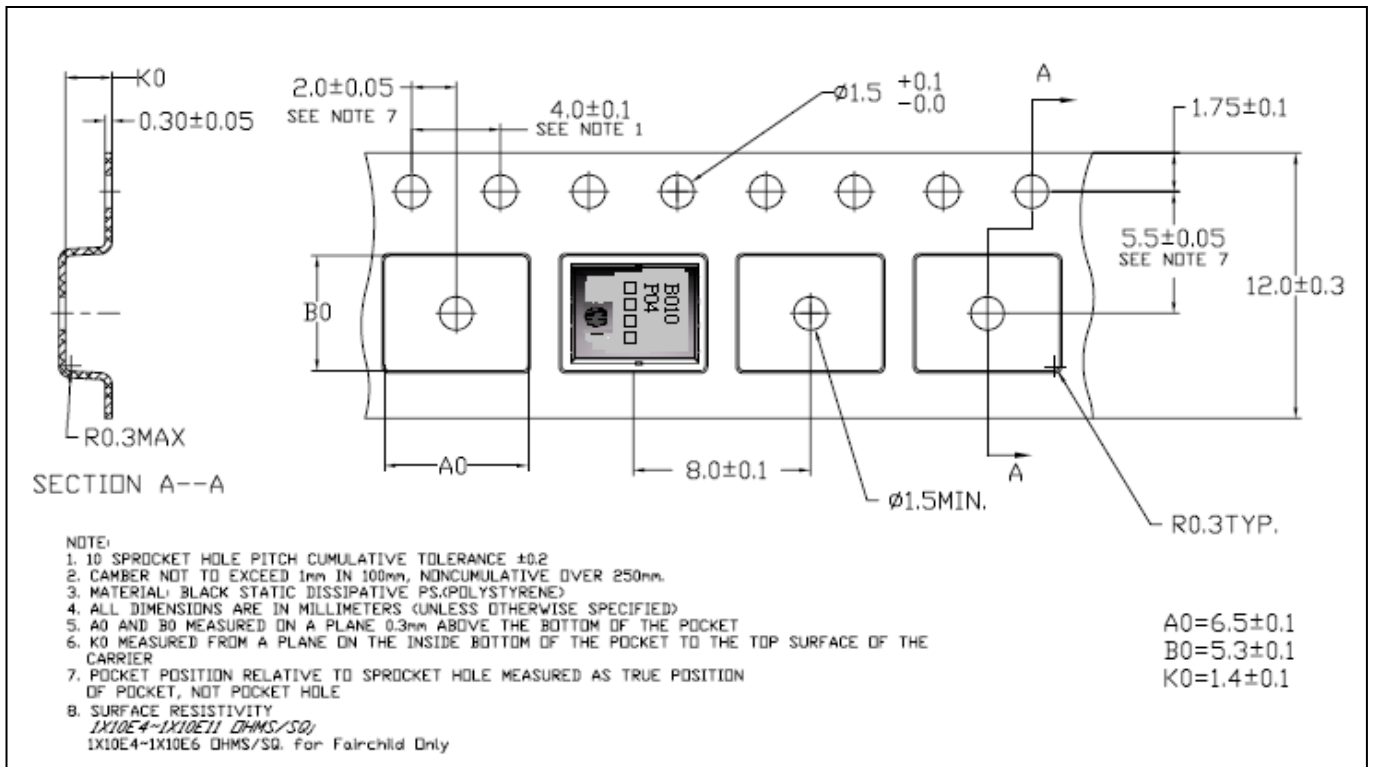 K0
0.30±0.05
2.0±0.05
SEE NOTE 7
4.0±0.1
SEE NOTE 1
ø1.5 +0.1
-0.0
A
1.75±0.1
5.5±0.05
SEE NOTE 7
12.0±0.3
B0
B010
P04
□□□□
R0.3MAX
A0
8.0±0.1
A
ø1.5MIN.
R0.3TYP.
SECTION A--A
NOTE:
1. 10 SPROCKET HOLE PITCH CUMULATIVE TOLERANCE ±0.2
2. CAMBER NOT TO EXCEED 1mm IN 100mm, NONCUMULATIVE OVER 250mm.
3. MATERIAL: BLACK STATIC DISSIPATIVE PS.(POLYSTYRENE)
4. ALL DIMENSIONS ARE IN MILLIMETERS (UNLESS OTHERWISE SPECIFIED)
5. A0 AND B0 MEASURED ON A PLANE 0.3mm ABOVE THE BOTTOM OF THE POCKET
6. K0 MEASURED FROM A PLANE ON THE INSIDE BOTTOM OF THE POCKET TO THE TOP SURFACE OF THE
CARRIER
7. POCKET POSITION RELATIVE TO SPROCKET HOLE MEASURED AS TRUE POSITION
OF POCKET, NOT POCKET HOLE
8. SURFACE RESISTIVITY
1X10E4~1X10E11 OHMS/SQ;
1X10E4~1X10E6 OHMS/SQ. for Fairchild Only
A0=6.5±0.1
B0=5.3±0.1
K0=1.4±0.1